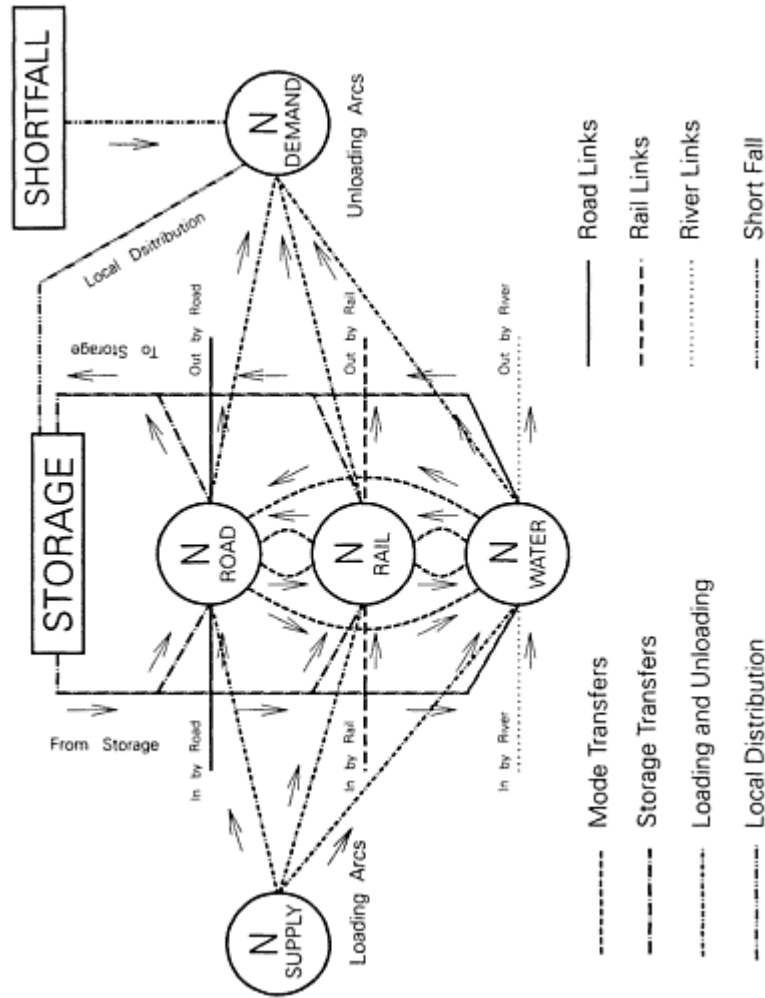 SHORTFALL
STORAGE
Local Dsitribution
N
DEMAND
Unloading Arcs
To Storage
From Storage
Out by Road
In by Road
N
ROAD
Out by Rail
In by Rail
N
RAIL
Out by River
In by River
N
WATER
N
SUPPLY
Loading Arcs
Mode Transfers
Storage Transfers
Loading and Unloading
Local Distribution
Road Links
Rail Links
River Links
Short Fall